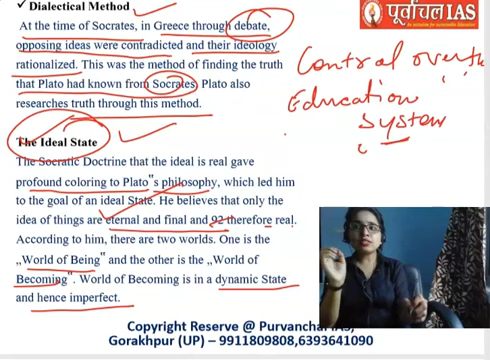 Dialectical Method
पूर्वांचल IAS
At the time of Socrates, in Greece through debate,
opposing ideas were contradicted and their ideology
rationalized. This was the method of finding the truth
that Plato had known from Socrates. Plato also
researches truth through this method.
Control over
Education
System
The Ideal State
The Socratic Doctrine that the ideal is real gave
profound coloring to Plato"s philosophy, which led him
to the goal of an ideal State. He believes that only the
idea of things are eternal and final and 92 therefore real.
According to him, there are two worlds. One is the
„World of Being" and the other is the „World of
Becoming". World of Becoming is in a dynamic State
and hence imperfect.
Copyright Reserve @ Purvanchal IAS,
Gorakhpur (UP) – 9911809808,6393641090